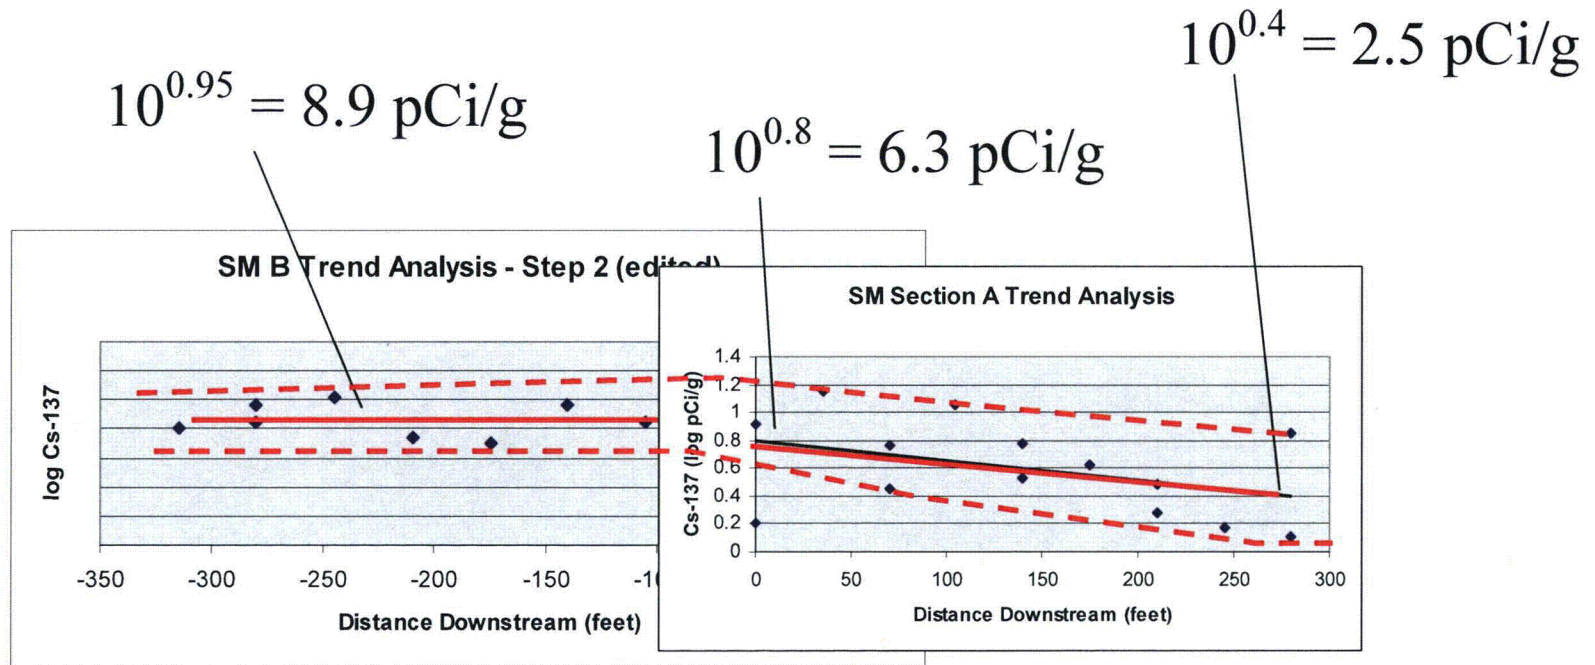 10^0.4 = 2.5 pCi/g
10^0.95 = 8.9 pCi/g
10^0.8 = 6.3 pCi/g
SM B Trend Analysis - Step 2 (edited)
log Cs-137
-350 -300 -250 -200 -150 -10
Distance Downstream (feet)
SM Section A Trend Analysis
Cs-137 (log pCi/g)
1.4
1.2
1
0.8
0.6
0.4
0.2
0
0 50 100 150 200 250 300
Distance Downstream (feet)